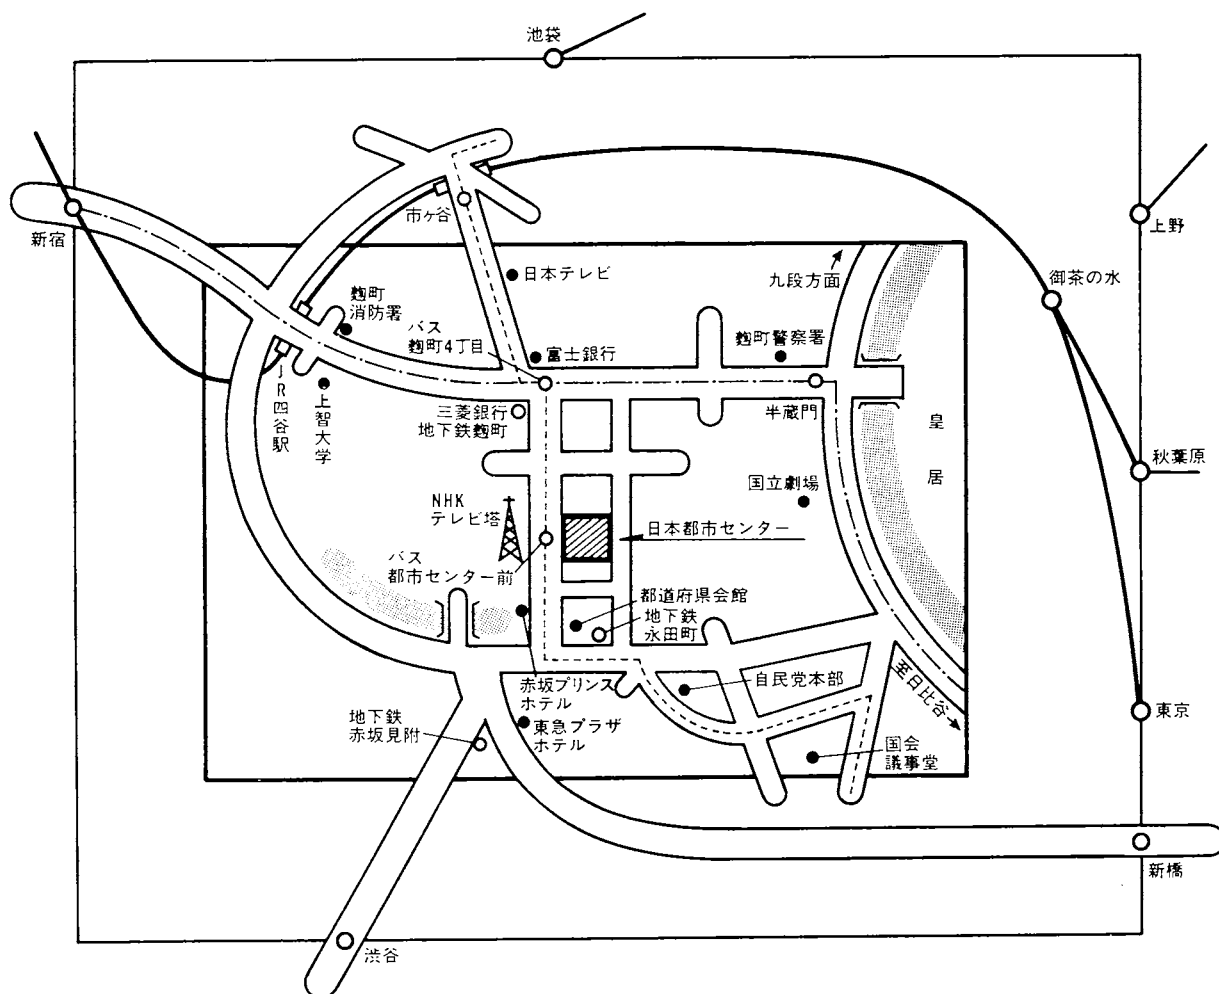 池袋
新宿
市ヶ谷
上野
御茶の水
九段方面
日本テレビ
麹町
消防署
バス
麹町4丁目
富士銀行
麹町警察署
JR四谷駅
上智大学
三菱銀行
地下鉄麹町
半蔵門
皇居
秋葉原
NHK
テレビ塔
国立劇場
日本都市センター
バス
都市センター前
都道府県会館
地下鉄
永田町
赤坂プリンス
ホテル
自民党本部
至日比谷
東京
地下鉄
赤坂見附
東急プラザ
ホテル
国会
議事堂
新橋
渋谷